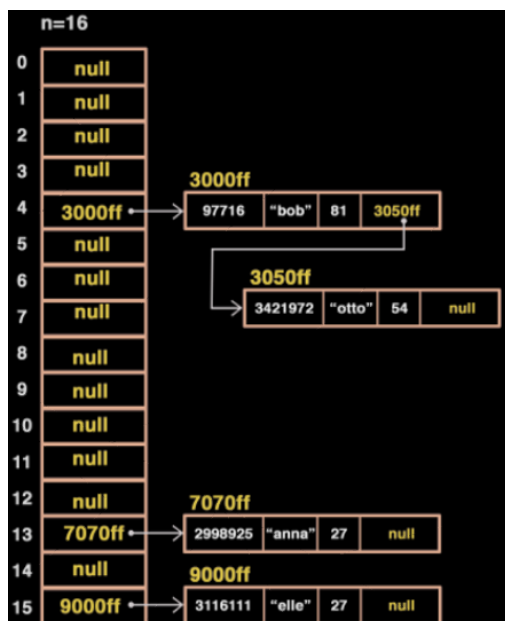 n=16
0 null
1 null
2 null
3 null
3000ff
4 3000ff 97716 "bob" 81 3050ff
5 null
6 null
3050ff
7 null 3421972 "otto" 54 null
8 null
9 null
10 null
11 null
12 null
7070ff
13 7070ff 2998925 "anna" 27 null
14 null
9000ff
15 9000ff 3116111 "elle" 27 null